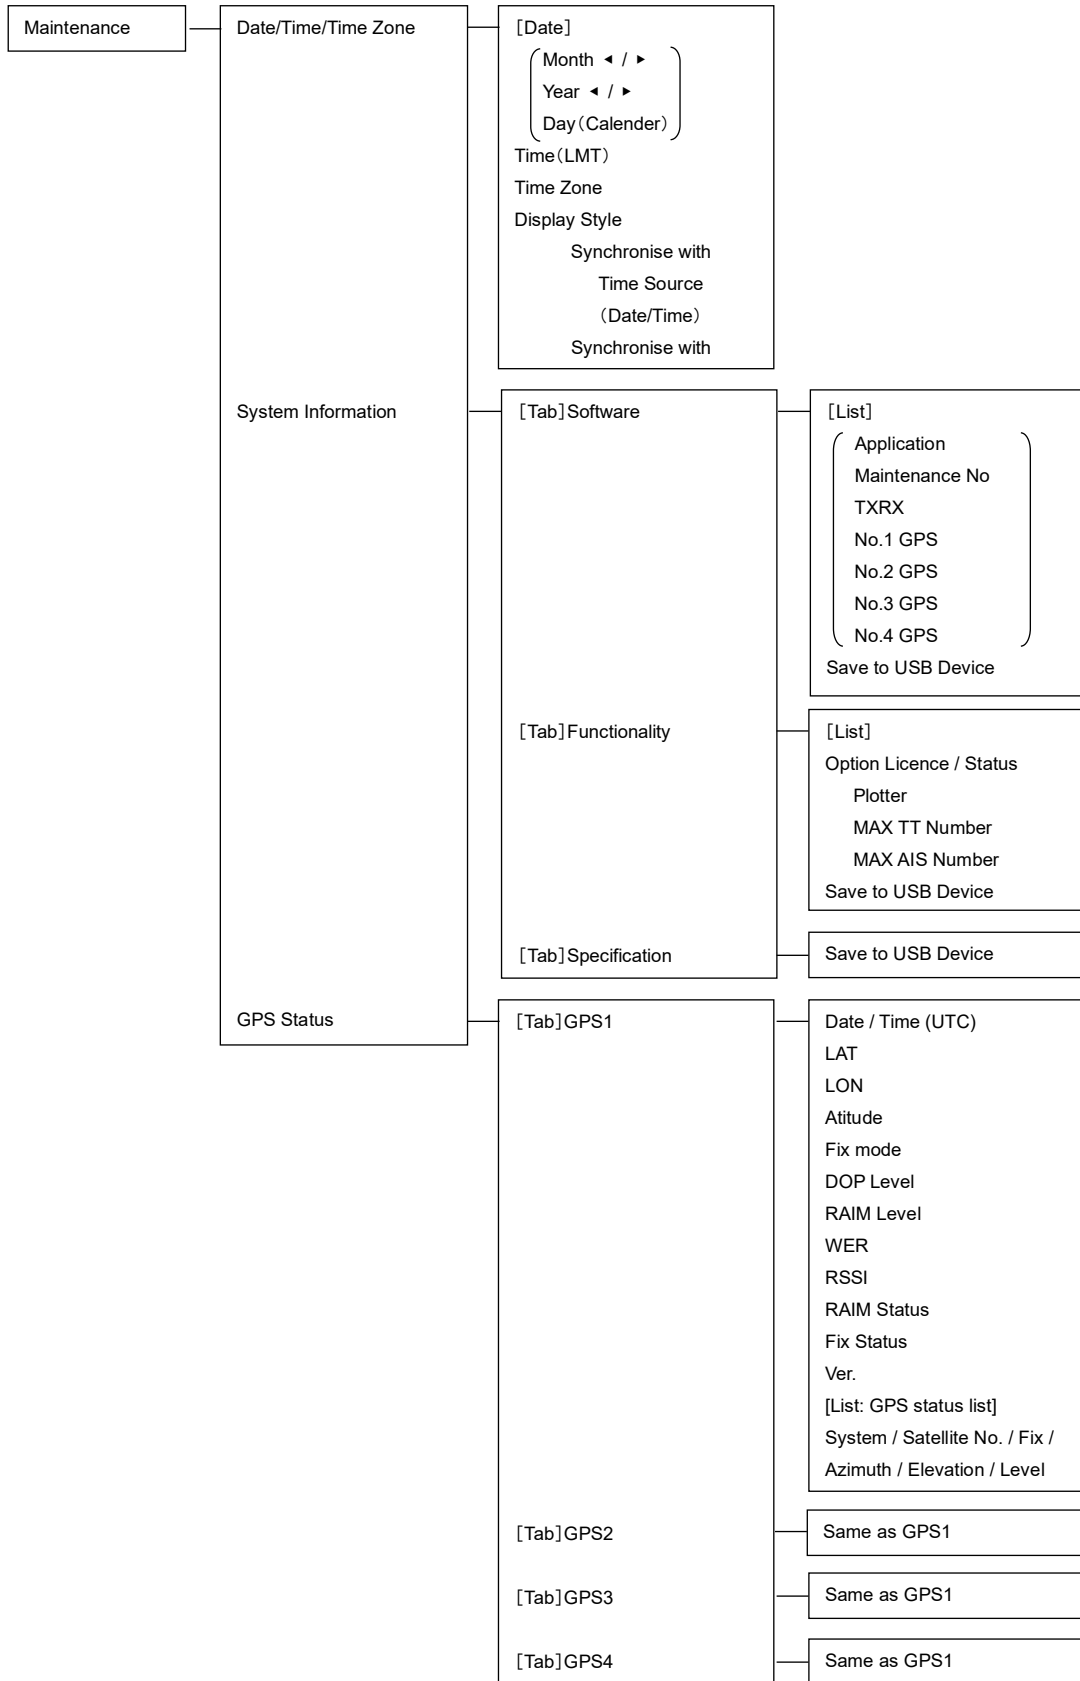 Maintenance
Date/Time/Time Zone
[Date]
Month ◄ / ►
Year ◄ / ►
Day(Calender)
Time(LMT)
Time Zone
Display Style
Synchronise with
Time Source
(Date/Time)
Synchronise with
System Information
[Tab]Software
[List]
Application
Maintenance No
TXRX
No.1 GPS
No.2 GPS
No.3 GPS
No.4 GPS
Save to USB Device
[Tab]Functionality
[List]
Option Licence / Status
Plotter
MAX TT Number
MAX AIS Number
Save to USB Device
[Tab]Specification
Save to USB Device
GPS Status
[Tab]GPS1
Date / Time (UTC)
LAT
LON
Atitude
Fix mode
DOP Level
RAIM Level
WER
RSSI
RAIM Status
Fix Status
Ver.
[List: GPS status list]
System / Satellite No. / Fix /
Azimuth / Elevation / Level
[Tab]GPS2
Same as GPS1
[Tab]GPS3
Same as GPS1
[Tab]GPS4
Same as GPS1